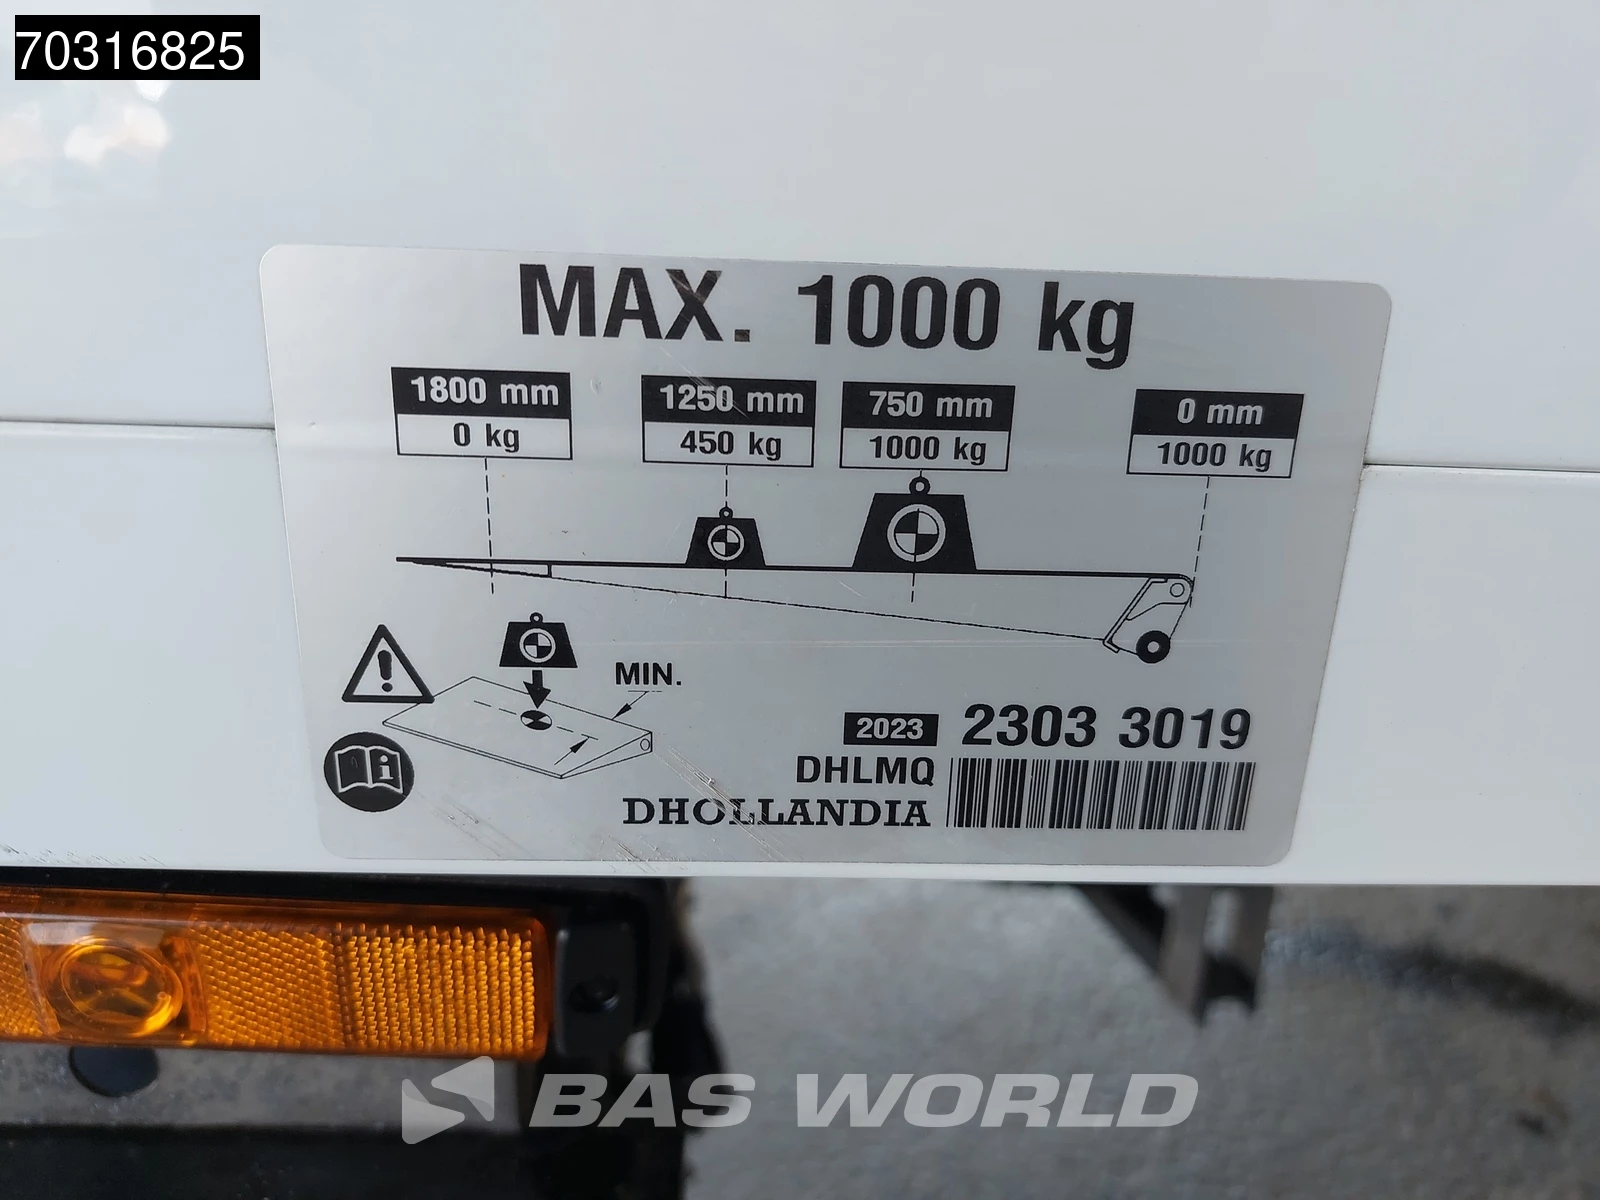 70316825
MAX. 1000 kg
1800 mm 1250 mm 750 mm 0 mm
0 kg 450 kg 1000 kg 1000 kg
MIN.
2023 2303 3019
DHLMQ
DHOLLANDIA
BAS WORLD